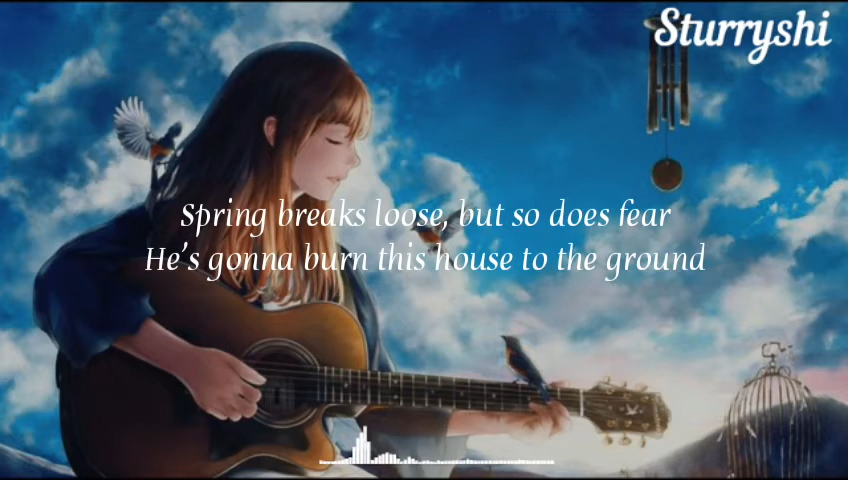 Sturryshi
Spring breaks loose, but so does fear
He’s gonna burn this house to the ground